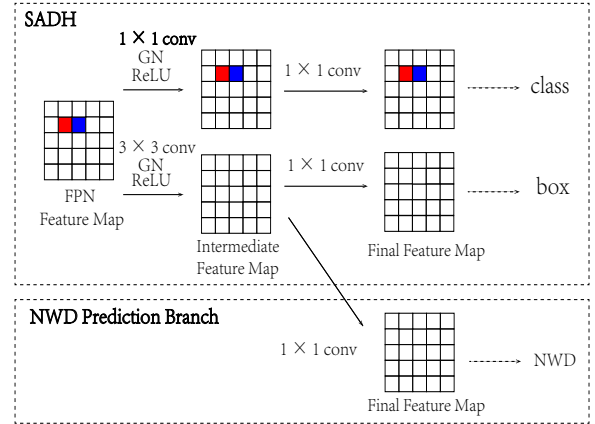 SADH
1 × 1 conv
GN
ReLU
1 × 1 conv
class
3 × 3 conv
GN
ReLU
1 × 1 conv
box
FPN
Feature Map
Intermediate
Feature Map
Final Feature Map
NWD Prediction Branch
1 × 1 conv
NWD
Final Feature Map